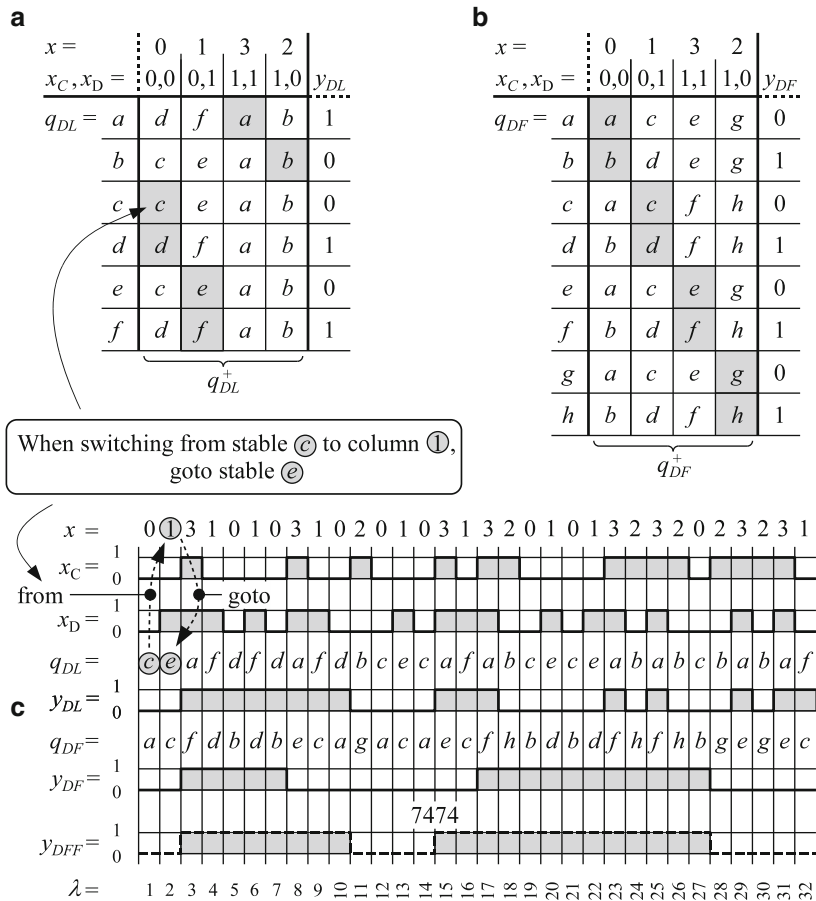 a
x = 0 1 3 2
x_C, x_D = 0,0 0,1 1,1 1,0 y_DL
q_DL = a d f a b 1
b c e a b 0
c c e a b 0
d d f a b 1
e c e a b 0
f d f a b 1
q⁺_DL
b
x = 0 1 3 2
x_C, x_D = 0,0 0,1 1,1 1,0 y_DF
q_DF = a a c e g 0
b b d e g 1
c a c f h 0
d b d f h 1
e a c e g 0
f b d f h 1
g a c e g 0
h b d f h 1
q⁺_DF
When switching from stable c to column 1,
goto stable e
c
x = 0 1 3 1 0 1 0 3 1 0 2 0 1 0 3 1 3 2 0 1 0 1 3 2 3 2 0 2 3 2 3 1
x_C = 1 0
from goto
x_D = 1 0
q_DL = c e a f d f d a f d b c e c a f a b c e c e a b a b c b a b a f
y_DL = 1 0
q_DF = a c f d b d b e c a g a c a e c f h b d b d f h f h b g e g e c
y_DF = 1 0
7474
y_DFF = 1 0
λ = 1 2 3 4 5 6 7 8 9 10 11 12 13 14 15 16 17 18 19 20 21 22 23 24 25 26 27 28 29 30 31 32